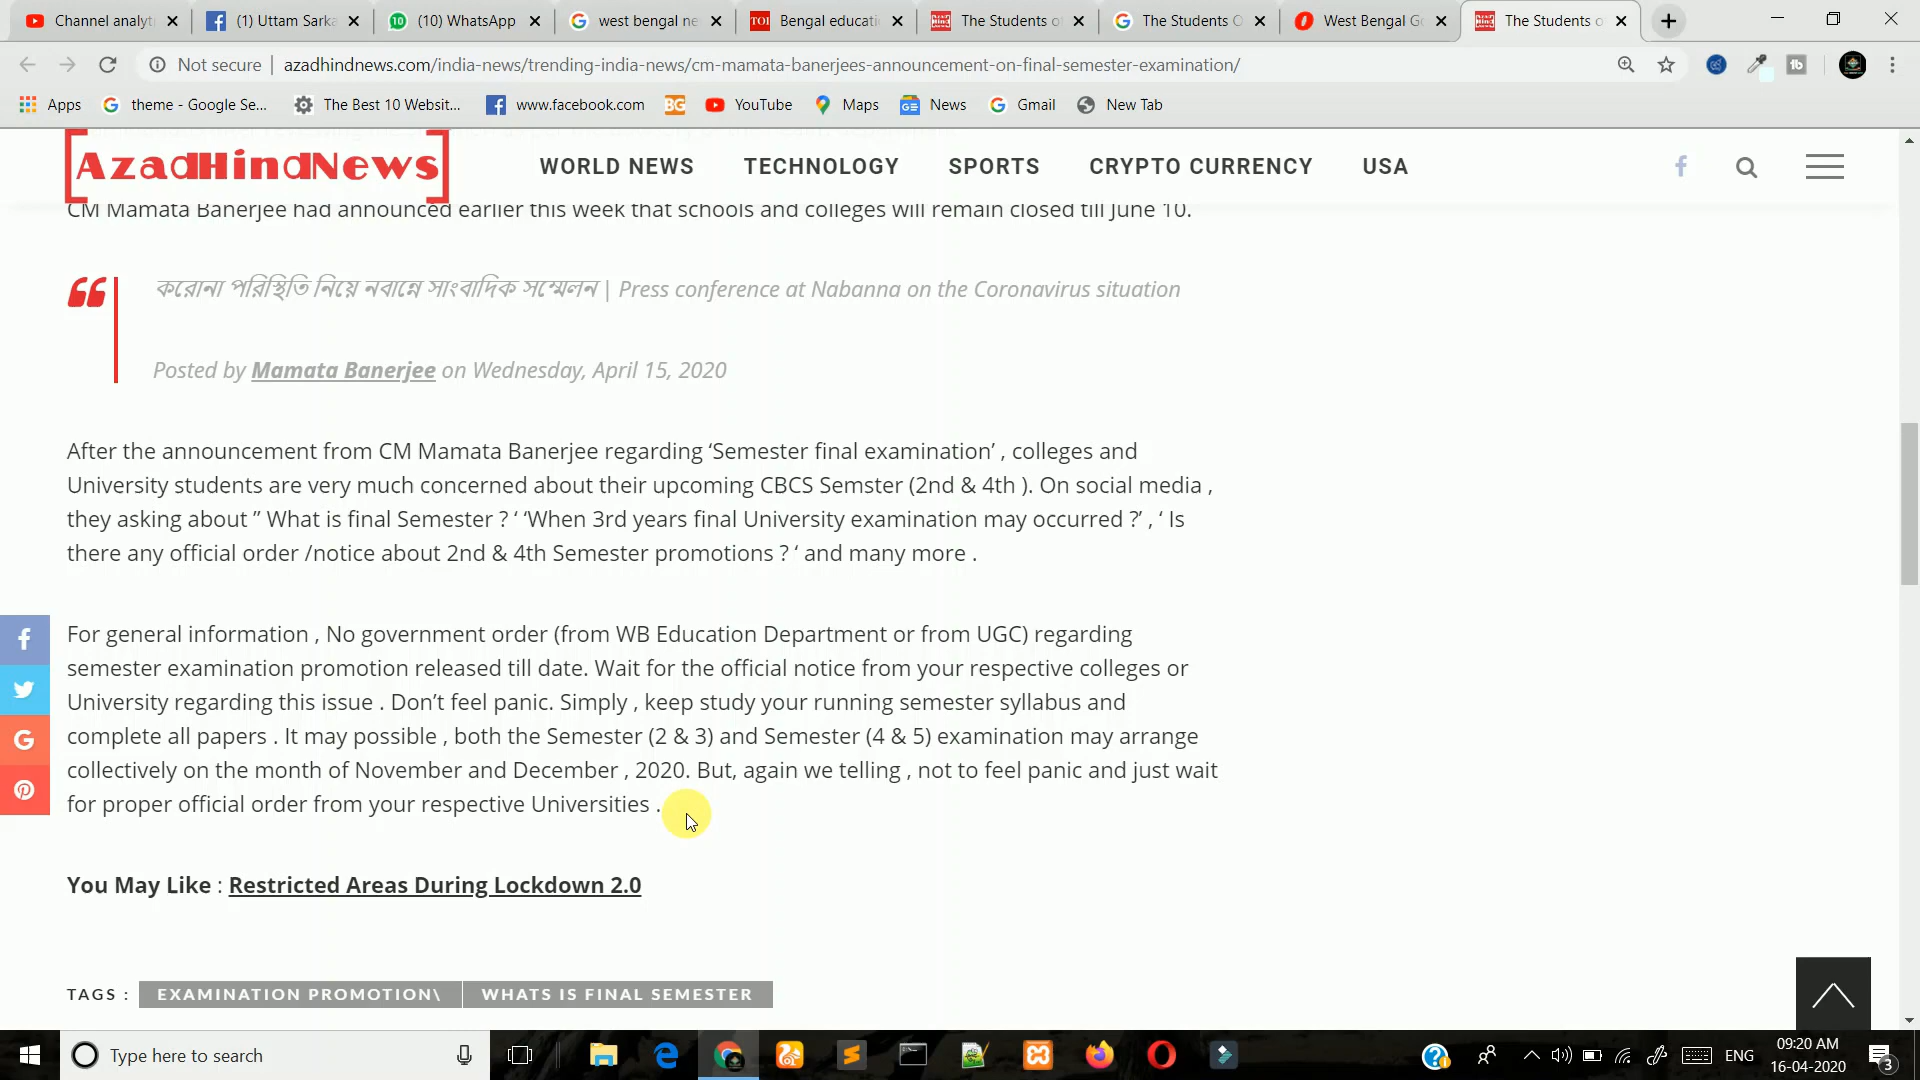 Channel analyt
(1) Uttam Sarka
(10) WhatsApp
west bengal ne
Bengal educati
The Students o
The Students O
West Bengal Go
The Students o
Not secure | azadhindnews.com/india-news/trending-india-news/cm-mamata-banerjees-announcement-on-final-semester-examination/
Apps
theme - Google Se...
The Best 10 Websit...
www.facebook.com
BG
YouTube
Maps
News
Gmail
New Tab
AzadHindNews
WORLD NEWS
TECHNOLOGY
SPORTS
CRYPTO CURRENCY
USA
CM Mamata Banerjee had announced earlier this week that schools and colleges will remain closed till June 10.
করোনা পরিস্থিতি নিয়ে নবান্নে সাংবাদিক সম্মেলন | Press conference at Nabanna on the Coronavirus situation
Posted by Mamata Banerjee on Wednesday, April 15, 2020
After the announcement from CM Mamata Banerjee regarding ‘Semester final examination’ , colleges and
University students are very much concerned about their upcoming CBCS Semster (2nd & 4th ). On social media ,
they asking about ” What is final Semester ? ‘ ‘When 3rd years final University examination may occurred ?’ , ‘ Is
there any official order /notice about 2nd & 4th Semester promotions ? ‘ and many more .
For general information , No government order (from WB Education Department or from UGC) regarding
semester examination promotion released till date. Wait for the official notice from your respective colleges or
University regarding this issue . Don’t feel panic. Simply , keep study your running semester syllabus and
complete all papers . It may possible , both the Semester (2 & 3) and Semester (4 & 5) examination may arrange
collectively on the month of November and December , 2020. But, again we telling , not to feel panic and just wait
for proper official order from your respective Universities .
You May Like : Restricted Areas During Lockdown 2.0
TAGS :
EXAMINATION PROMOTION\
WHATS IS FINAL SEMESTER
Type here to search
ENG
09:20 AM
16-04-2020
3